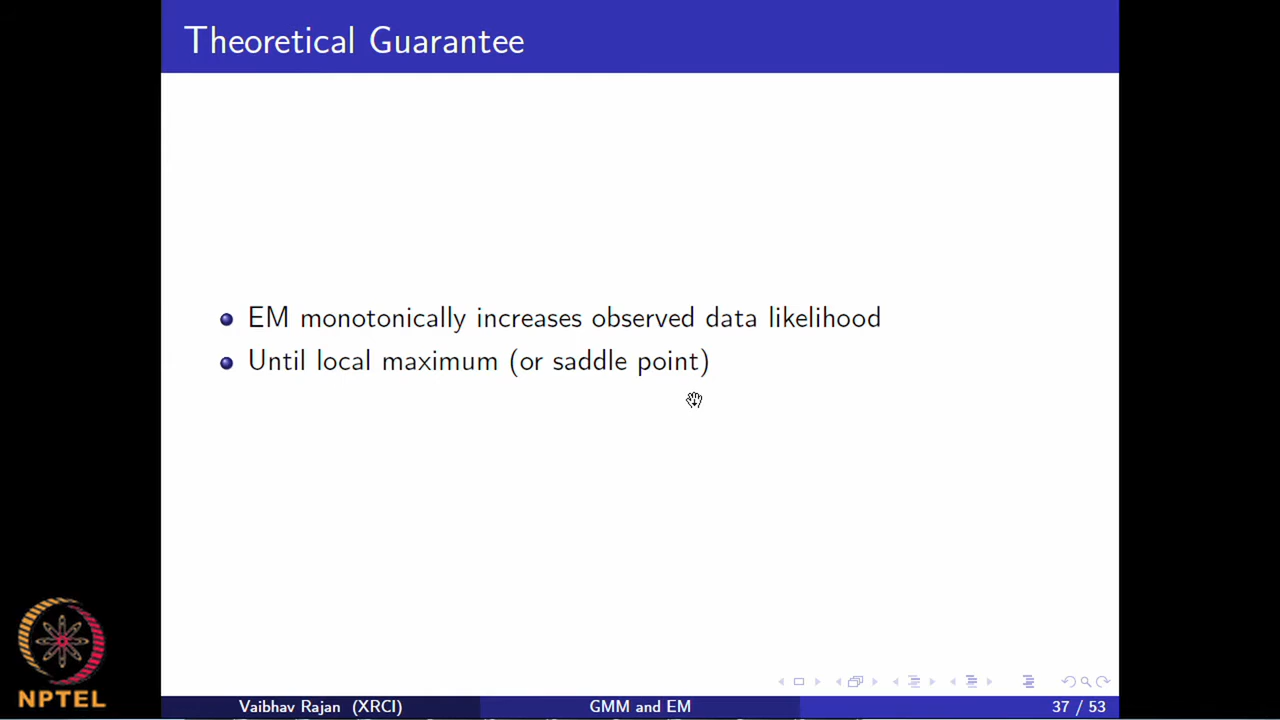 Theoretical Guarantee
EM monotonically increases observed data likelihood
Until local maximum (or saddle point)
NPTEL
Vaibhav Rajan (XRCI)
GMM and EM
37 / 53